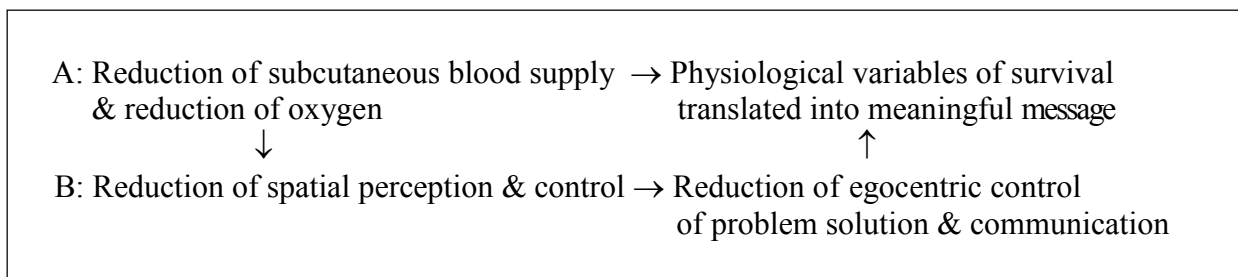 A: Reduction of subcutaneous blood supply → Physiological variables of survival
& reduction of oxygen translated into meaningful message
↓ ↑
B: Reduction of spatial perception & control → Reduction of egocentric control
of problem solution & communication